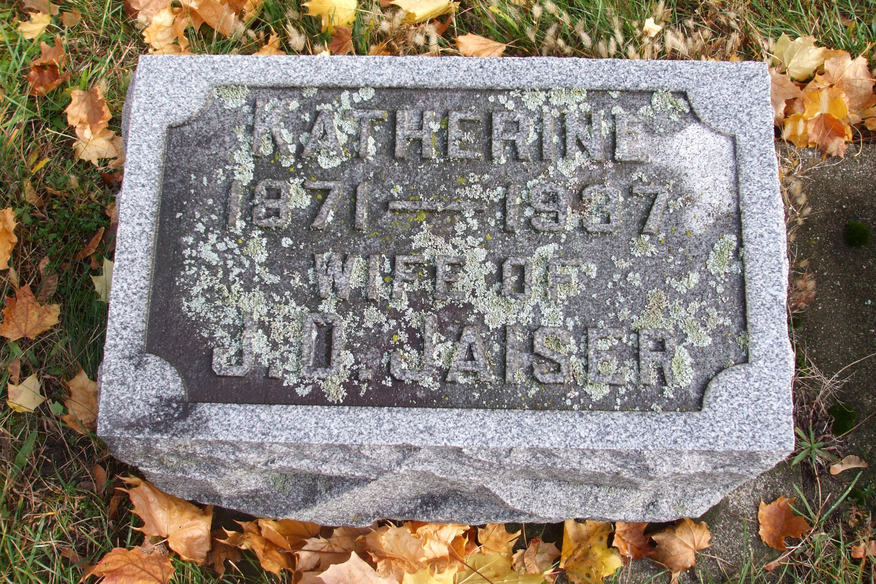 KATHERINE
1871—1937
WIFE OF
J.D. JAISER